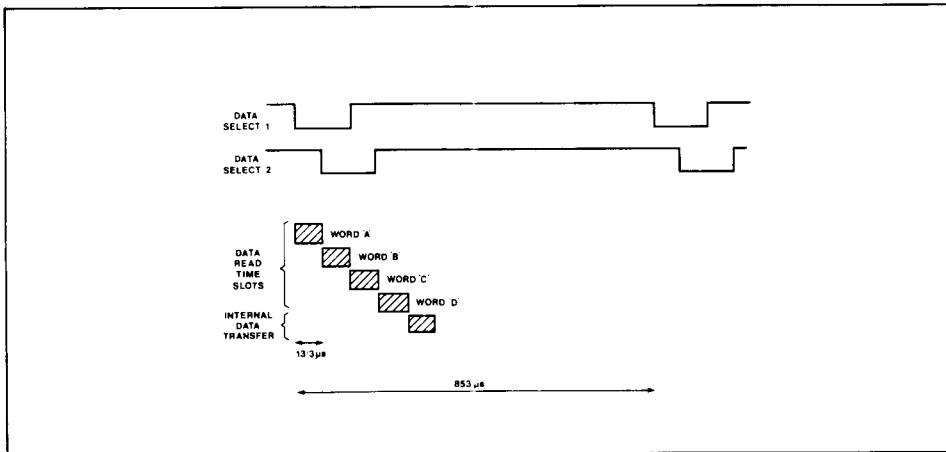 DATA
SELECT 1
DATA
SELECT 2
DATA
READ
TIME
SLOTS
WORD 'A'
WORD 'B'
WORD 'C'
WORD 'D'
INTERNAL
DATA
TRANSFER
13·3µs
853 µs